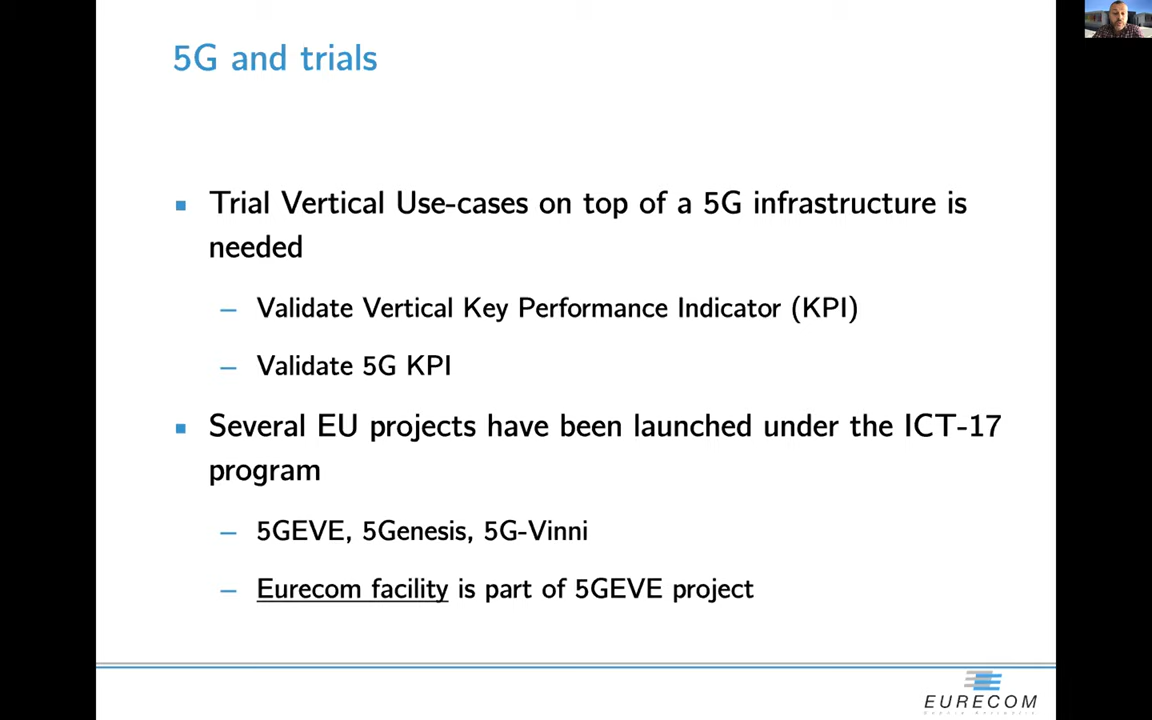 5G and trials
▪ Trial Vertical Use-cases on top of a 5G infrastructure is
needed
– Validate Vertical Key Performance Indicator (KPI)
– Validate 5G KPI
▪ Several EU projects have been launched under the ICT-17
program
– 5GEVE, 5Genesis, 5G-Vinni
– Eurecom facility is part of 5GEVE project
EURECOM